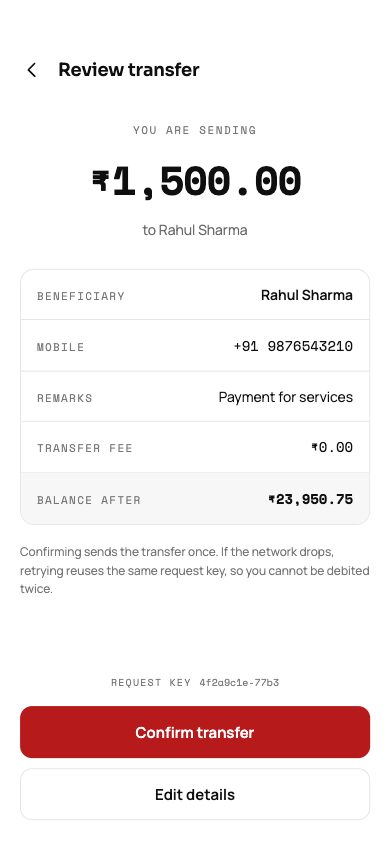 Review transfer
YOU ARE SENDING
₹1,500.00
to Rahul Sharma
BENEFICIARY Rahul Sharma
MOBILE +91 9876543210
REMARKS Payment for services
TRANSFER FEE ₹0.00
BALANCE AFTER ₹23,950.75
Confirming sends the transfer once. If the network drops,
retrying reuses the same request key, so you cannot be debited
twice.
REQUEST KEY 4f2a9c1e-77b3
Confirm transfer
Edit details